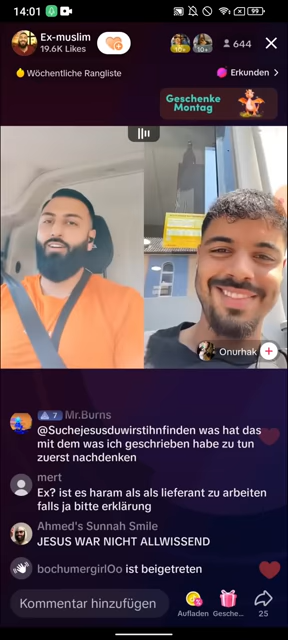 14:01
99
Ex-muslim
19.6K Likes
10+
10+
644
Wöchentliche Rangliste
Erkunden
Geschenke
Montag
Onurhak
7 Mr.Burns
@Suchejesusduwirstihnfinden was hat das
mit dem was ich geschrieben habe zu tun
zuerst nachdenken
mert
Ex? ist es haram als als lieferant zu arbeiten
falls ja bitte erklärung
Ahmed's Sunnah Smile
JESUS WAR NICHT ALLWISSEND
bochumergirlOo ist beigetreten
Kommentar hinzufügen
Aufladen
Gesche...
25